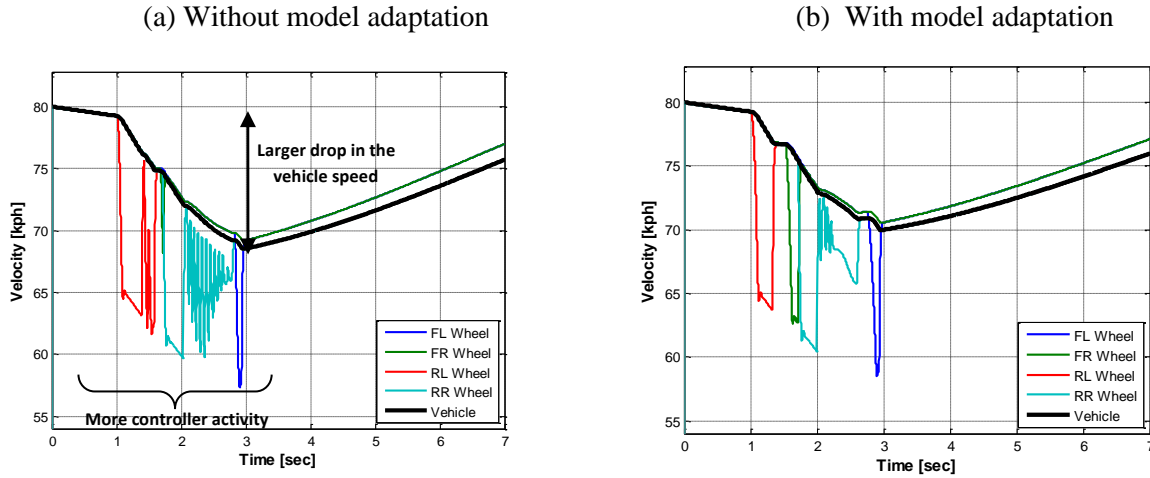 (a) Without model adaptation
80
75
70
65
60
55
0
1
2
3
4
5
6
7
Velocity [kph]
Time [sec]
Larger drop in the
vehicle speed
More controller activity
FL Wheel
FR Wheel
RL Wheel
RR Wheel
Vehicle
(b) With model adaptation
80
75
70
65
60
55
0
1
2
3
4
5
6
7
Velocity [kph]
Time [sec]
FL Wheel
FR Wheel
RL Wheel
RR Wheel
Vehicle